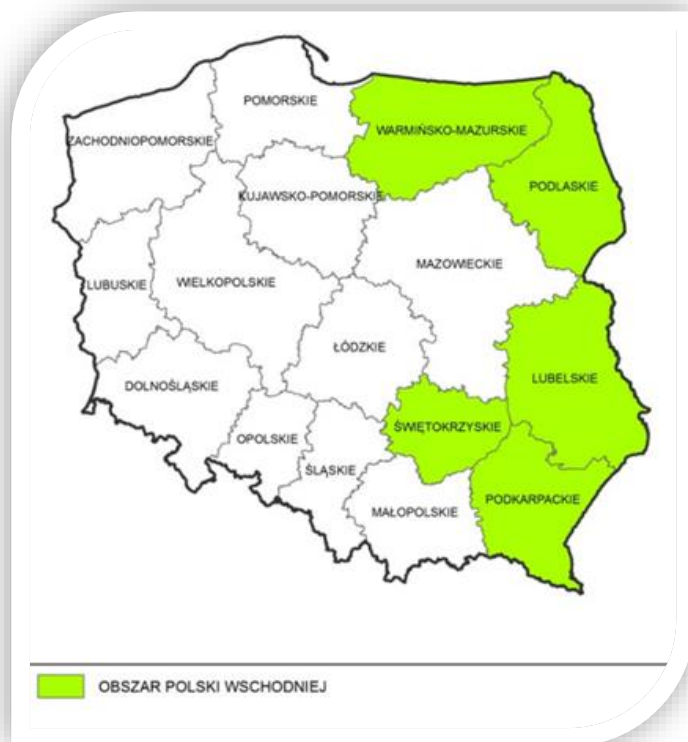 POMORSKIE
WARMIŃSKO-MAZURSKIE
ZACHODNIOPOMORSKIE
PODLASKIE
KUJAWSKO-POMORSKIE
MAZOWIECKIE
LUBUSKIE
WIELKOPOLSKIE
ŁÓDZKIE
LUBELSKIE
DOLNOŚLĄSKIE
ŚWIĘTOKRZYSKIE
OPOLSKIE
ŚLĄSKIE
PODKARPACKIE
MAŁOPOLSKIE
OBSZAR POLSKI WSCHODNIEJ